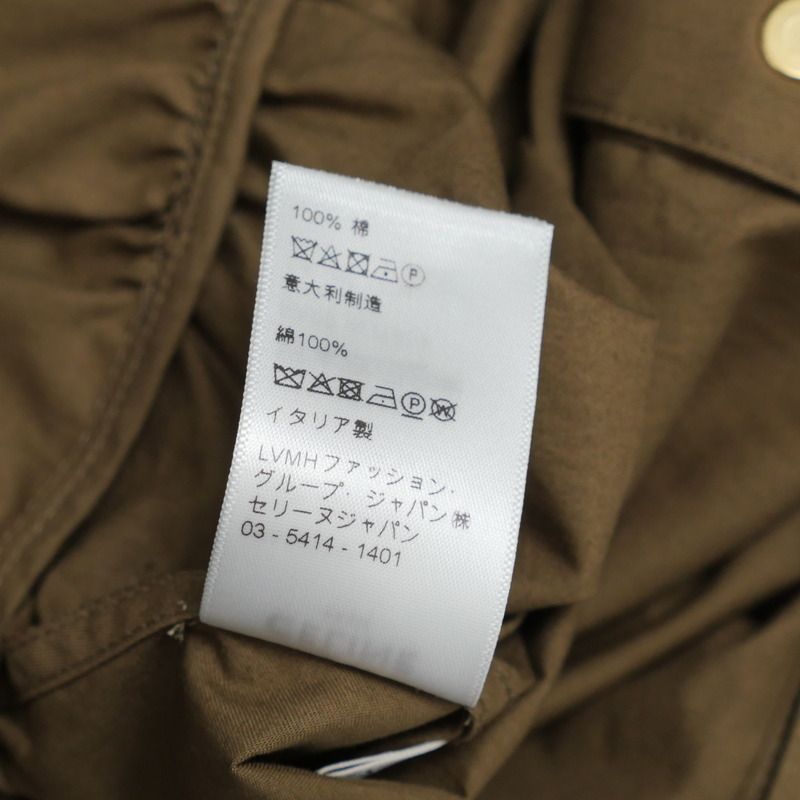 100% 棉
P
意大利制造
綿100%
P W
イタリア製
LVMHファッション・
グループ・ジャパン㈱
セリーヌジャパン
03 - 5414 - 1401